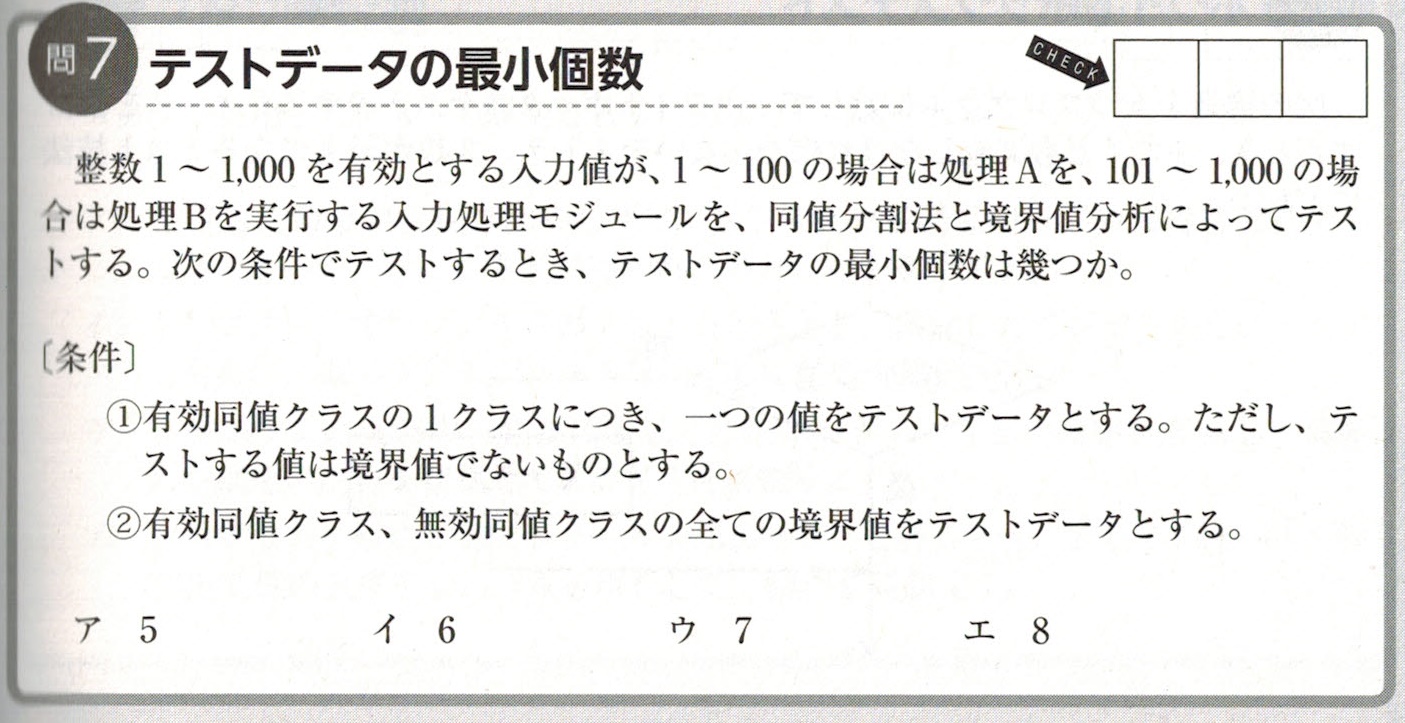 問7 テストデータの最小個数
CHECK
整数1～1,000を有効とする入力値が、1～100の場合は処理Aを、101～1,000の場
合は処理Bを実行する入力処理モジュールを、同値分割法と境界値分析によってテス
トする。次の条件でテストするとき、テストデータの最小個数は幾つか。
〔条件〕
①有効同値クラスの1クラスにつき、一つの値をテストデータとする。ただし、テ
ストする値は境界値でないものとする。
②有効同値クラス、無効同値クラスの全ての境界値をテストデータとする。
ア 5 イ 6 ウ 7 エ 8